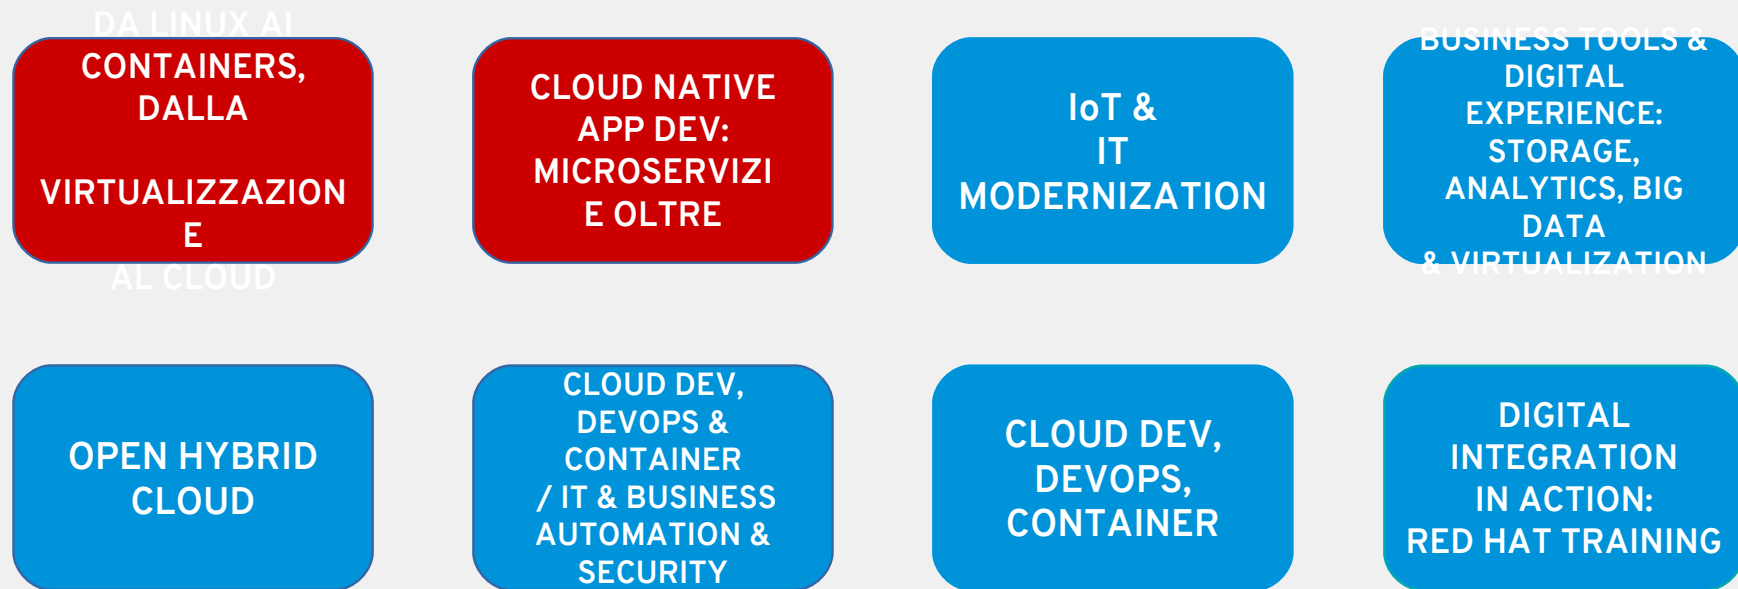 DA LINUX AI
CONTAINERS,
DALLA
VIRTUALIZZAZION
E
AL CLOUD
CLOUD NATIVE
APP DEV:
MICROSERVIZI
E OLTRE
IoT &
IT
MODERNIZATION
BUSINESS TOOLS &
DIGITAL
EXPERIENCE:
STORAGE,
ANALYTICS, BIG
DATA
& VIRTUALIZATION
OPEN HYBRID
CLOUD
CLOUD DEV,
DEVOPS &
CONTAINER
/ IT & BUSINESS
AUTOMATION &
SECURITY
CLOUD DEV,
DEVOPS,
CONTAINER
DIGITAL
INTEGRATION
IN ACTION:
RED HAT TRAINING